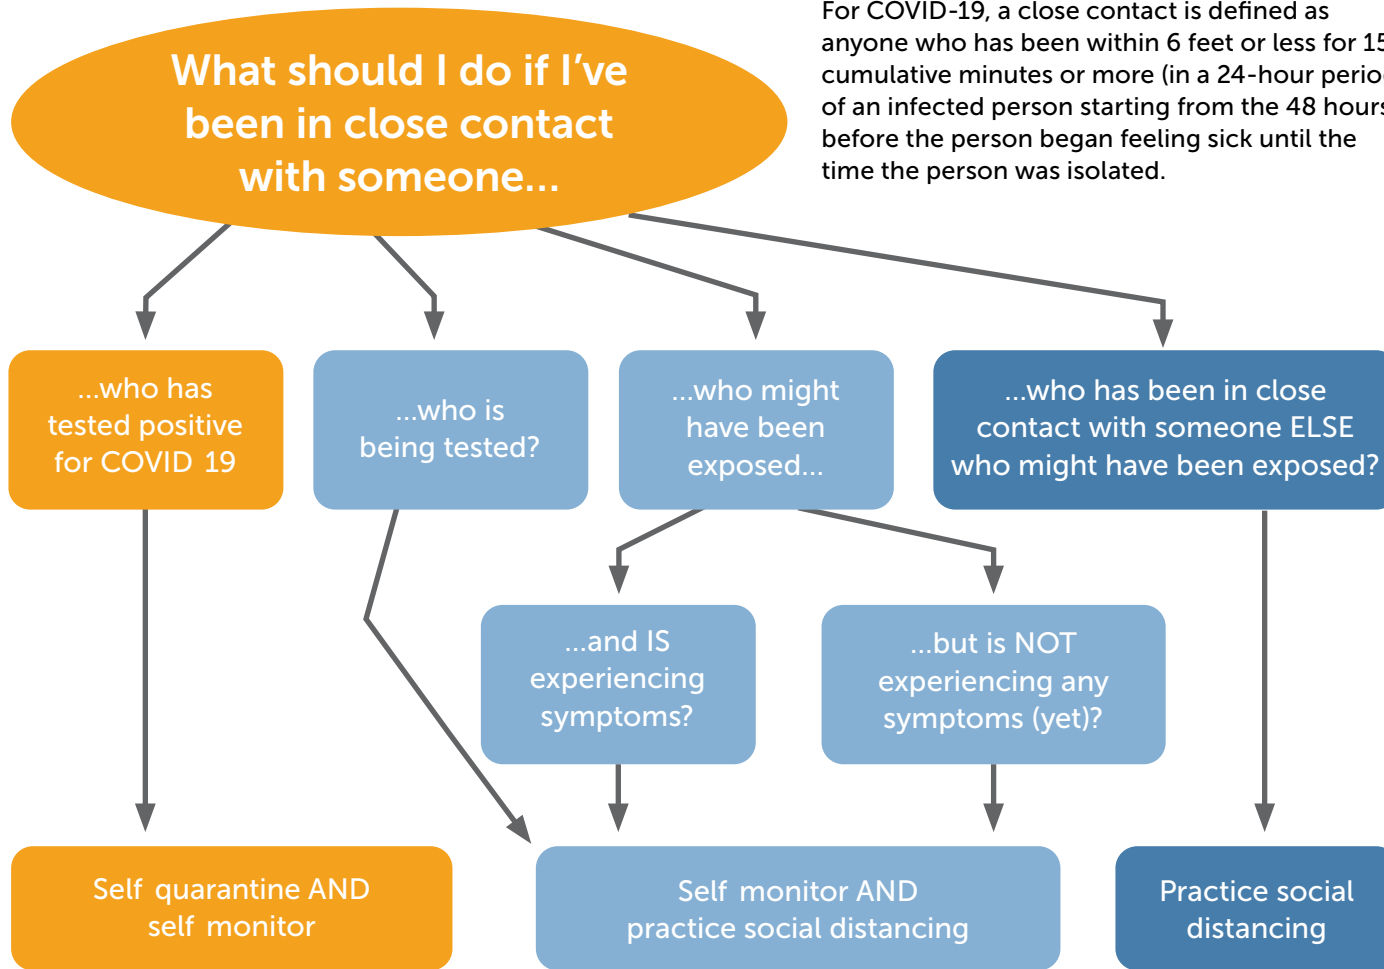 What should I do if I've
been in close contact
with someone...
For COVID-19, a close contact is defined as
anyone who has been within 6 feet or less for 15
cumulative minutes or more (in a 24-hour period
of an infected person starting from the 48 hours
before the person began feeling sick until the
time the person was isolated.
...who has
tested positive
for COVID 19
...who is
being tested?
...who might
have been
exposed...
...who has been in close
contact with someone ELSE
who might have been exposed?
...and IS
experiencing
symptoms?
...but is NOT
experiencing any
symptoms (yet)?
Self quarantine AND
self monitor
Self monitor AND
practice social distancing
Practice social
distancing